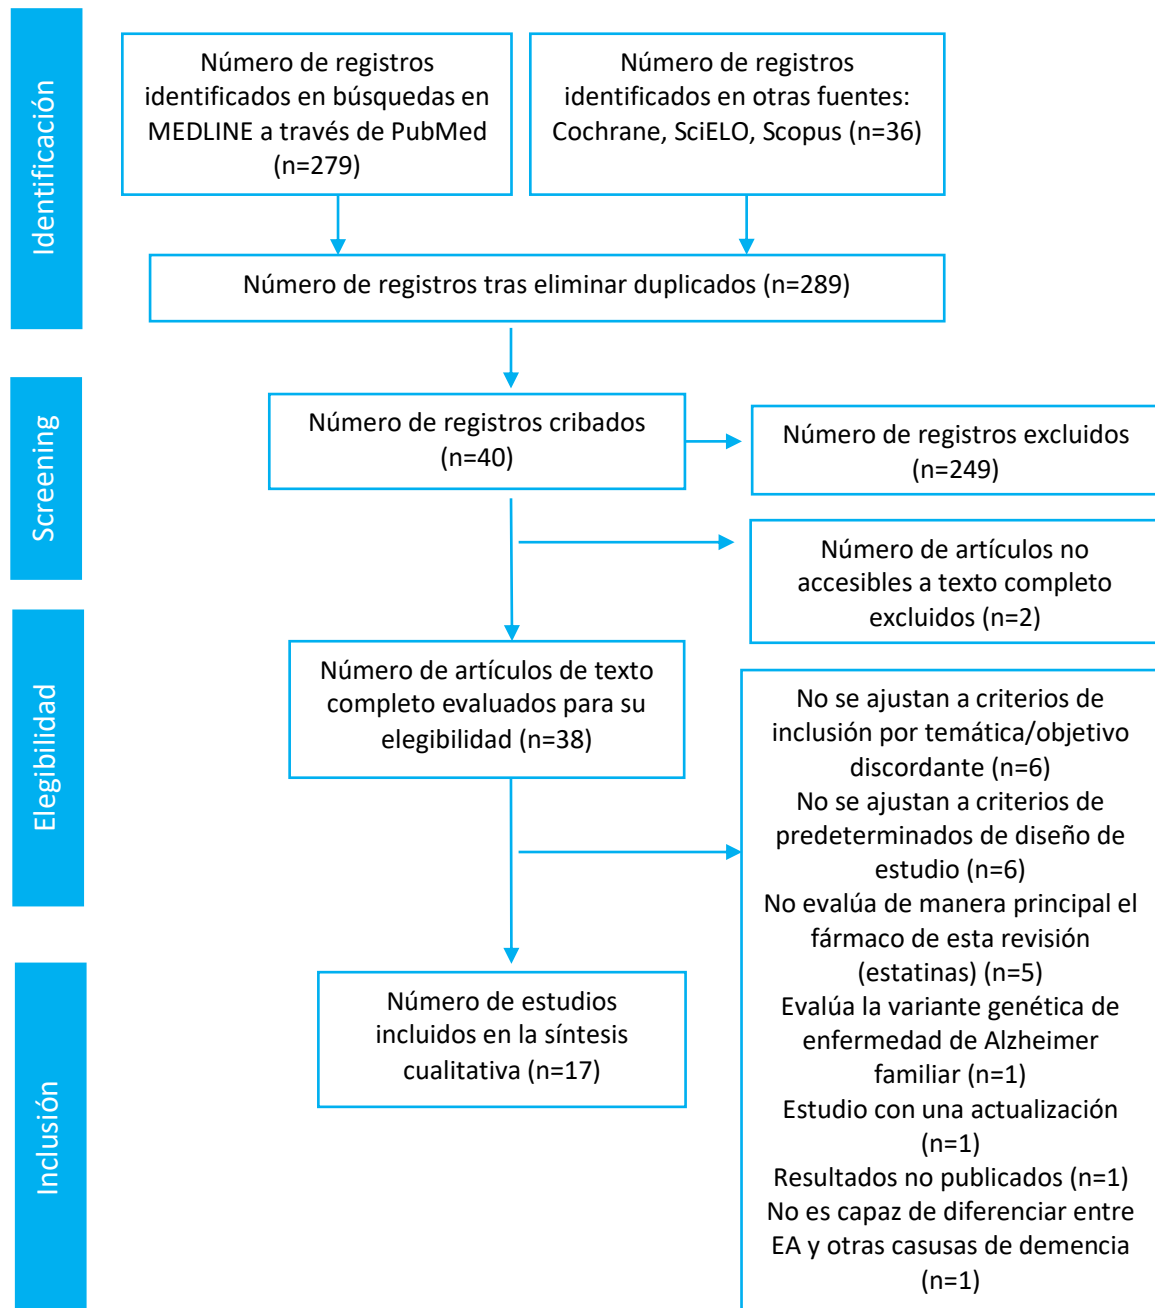 Identificación
Número de registros
identificados en búsquedas en
MEDLINE a través de PubMed
(n=279)
Número de registros
identificados en otras fuentes:
Cochrane, SciELO, Scopus (n=36)
Número de registros tras eliminar duplicados (n=289)
Screening
Número de registros cribados
(n=40)
Número de registros excluidos
(n=249)
Número de artículos no
accesibles a texto completo
excluidos (n=2)
Elegibilidad
Número de artículos de texto
completo evaluados para su
elegibilidad (n=38)
No se ajustan a criterios de
inclusión por temática/objetivo
discordante (n=6)
No se ajustan a criterios de
predeterminados de diseño de
estudio (n=6)
No evalúa de manera principal el
fármaco de esta revisión
(estatinas) (n=5)
Evalúa la variante genética de
enfermedad de Alzheimer
familiar (n=1)
Estudio con una actualización
(n=1)
Resultados no publicados (n=1)
No es capaz de diferenciar entre
EA y otras casusas de demencia
(n=1)
Inclusión
Número de estudios
incluidos en la síntesis
cualitativa (n=17)